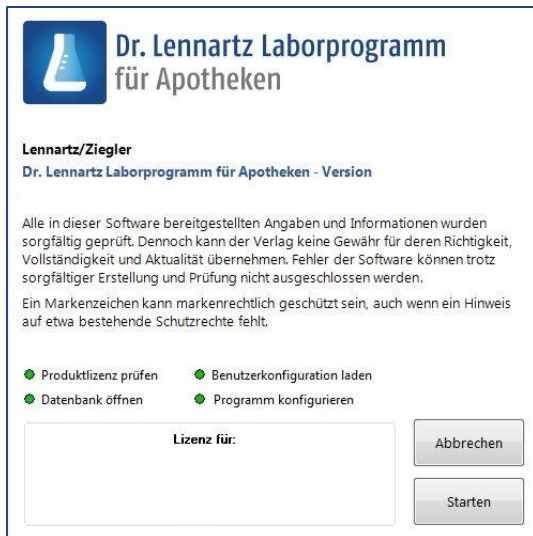 Dr. Lennartz Laborprogramm
für Apotheken
Lennartz/Ziegler
Dr. Lennartz Laborprogramm für Apotheken - Version
Alle in dieser Software bereitgestellten Angaben und Informationen wurden
sorgfältig geprüft. Dennoch kann der Verlag keine Gewähr für deren Richtigkeit,
Vollständigkeit und Aktualität übernehmen. Fehler der Software können trotz
sorgfältiger Erstellung und Prüfung nicht ausgeschlossen werden.
Ein Markenzeichen kann markenrechtlich geschützt sein, auch wenn ein Hinweis
auf etwa bestehende Schutzrechte fehlt.
Produktlizenz prüfen Benutzerkonfiguration laden
Datenbank öffnen Programm konfigurieren
Lizenz für:
Abbrechen
Starten